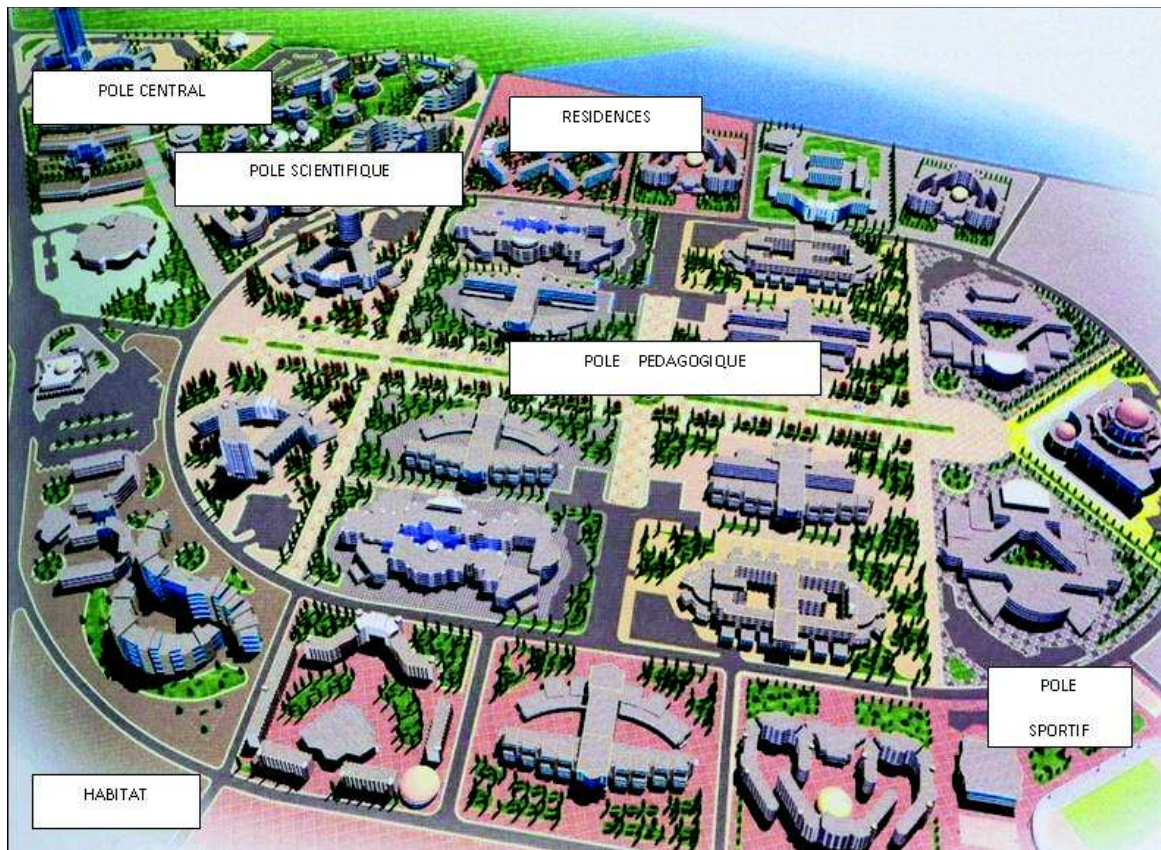 POLE CENTRAL
RESIDENCES
POLE SCIENTIFIQUE
POLE PEDAGOGIQUE
POLE
SPORTIF
HABITAT